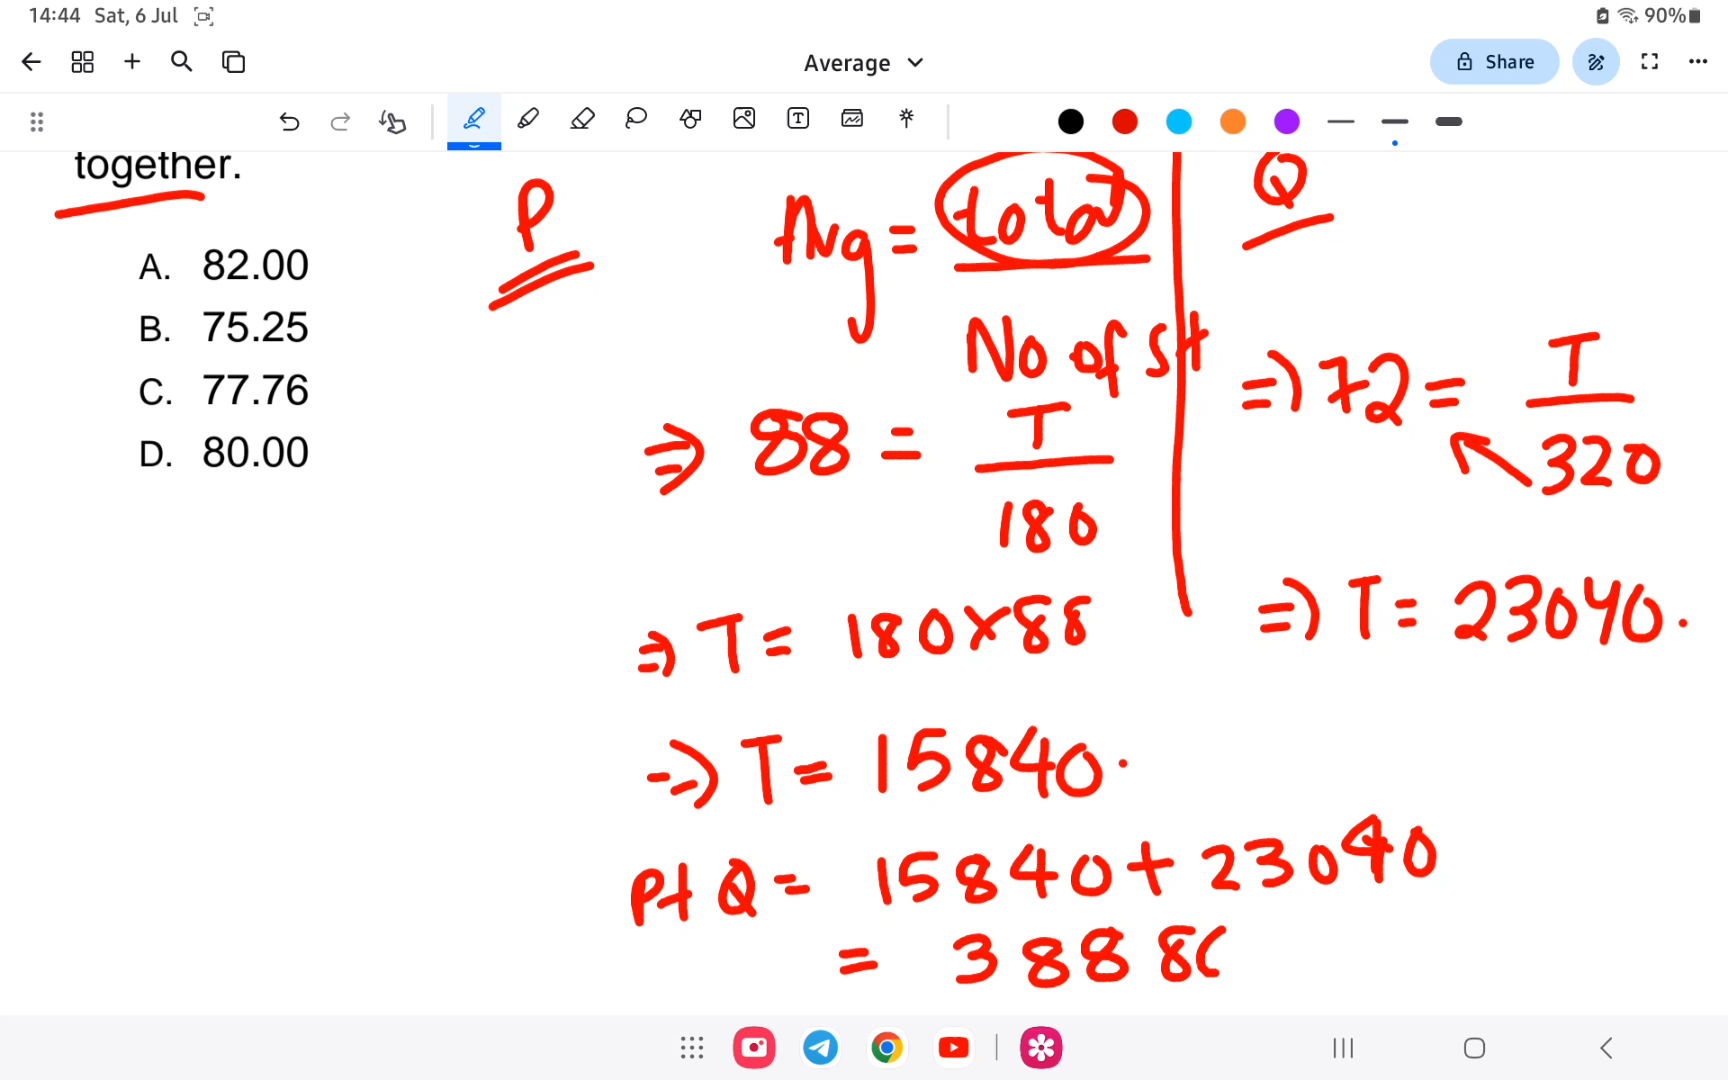 14:44 Sat, 6 Jul
90%
Average
Share
together.
A. 82.00
B. 75.25
C. 77.76
D. 80.00
P
Avg = total
No of st
⇒ 88 = T
180
⇒ T = 180×88
⇒ T = 15840.
P+Q = 15840+23040
= 3888
Q
⇒ 72 = T
320
⇒ T = 23040.